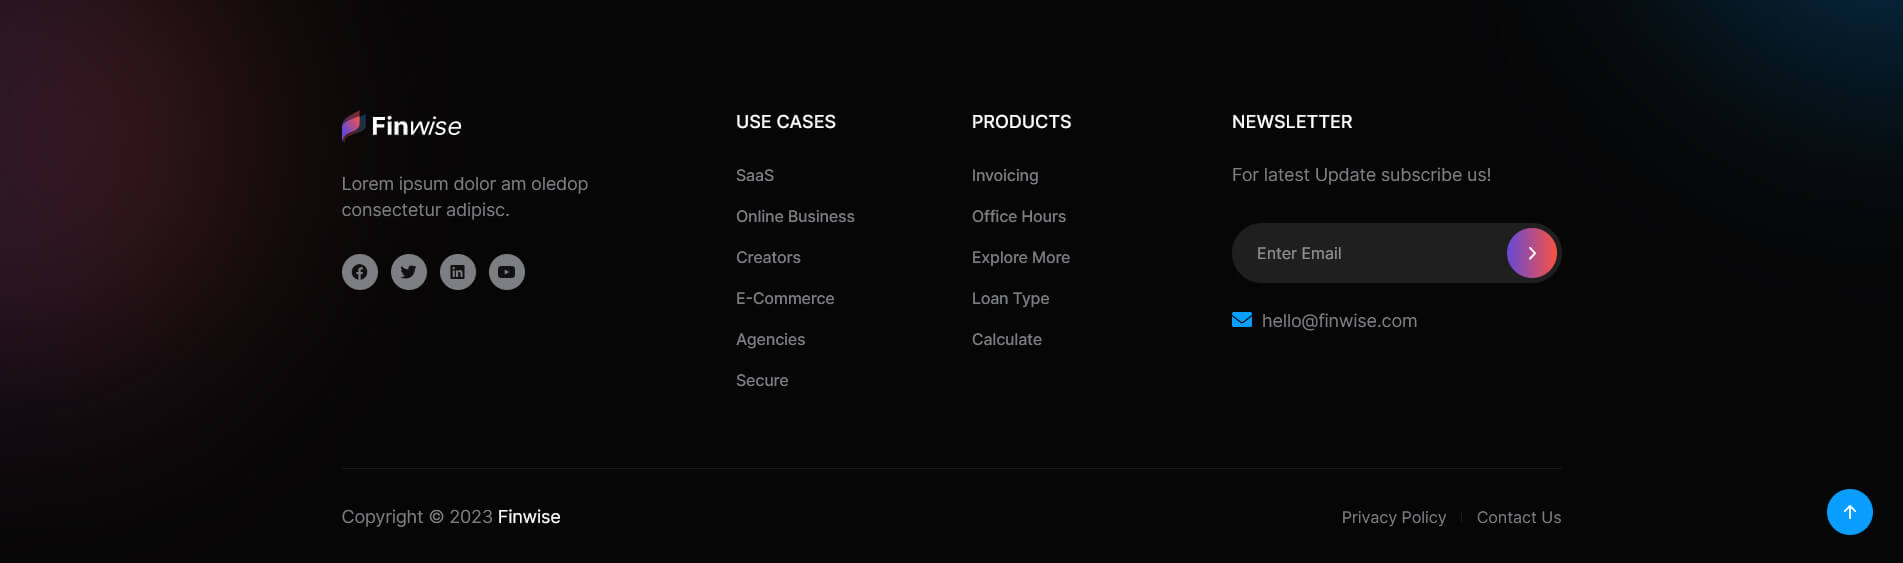 Finwise
Lorem ipsum dolor am oledop
consectetur adipisc.
USE CASES
SaaS
Online Business
Creators
E-Commerce
Agencies
Secure
PRODUCTS
Invoicing
Office Hours
Explore More
Loan Type
Calculate
NEWSLETTER
For latest Update subscribe us!
Enter Email
hello@finwise.com
Copyright © 2023 Finwise
Privacy Policy
Contact Us